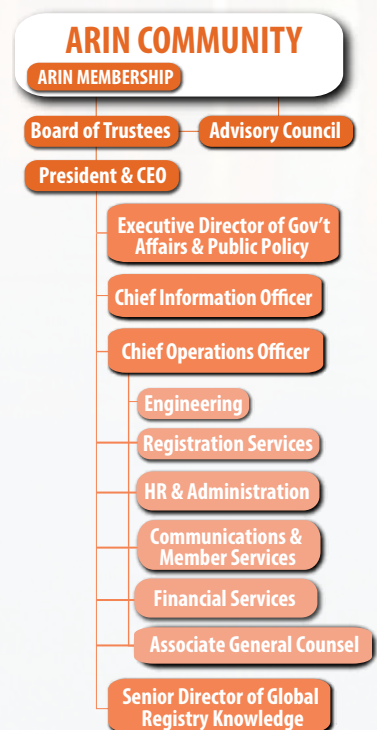 ARIN COMMUNITY
ARIN MEMBERSHIP
Board of Trustees
Advisory Council
President & CEO
Executive Director of Gov't
Affairs & Public Policy
Chief Information Officer
Chief Operations Officer
Engineering
Registration Services
HR & Administration
Communications &
Member Services
Financial Services
Associate General Counsel
Senior Director of Global
Registry Knowledge